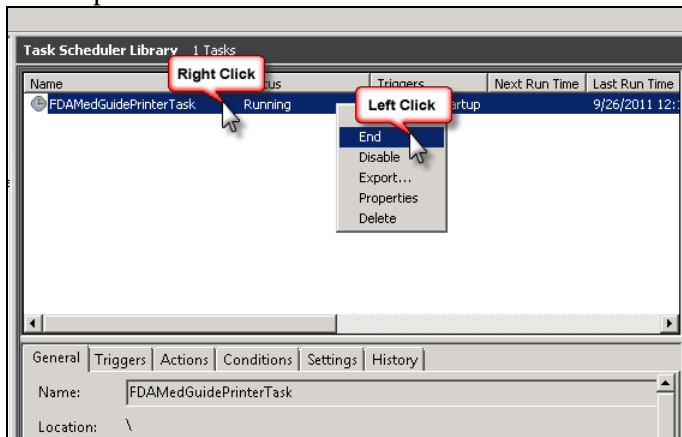 Task Scheduler Library 1 Tasks
Right Click
Name Triggers Next Run Time Last Run Time
Left Click
FDAMedGuidePrinterTask Running 9/26/2011 12:
End
Disable
Export...
Properties
Delete
General Triggers Actions Conditions Settings History
Name: FDAMedGuidePrinterTask
Location: \